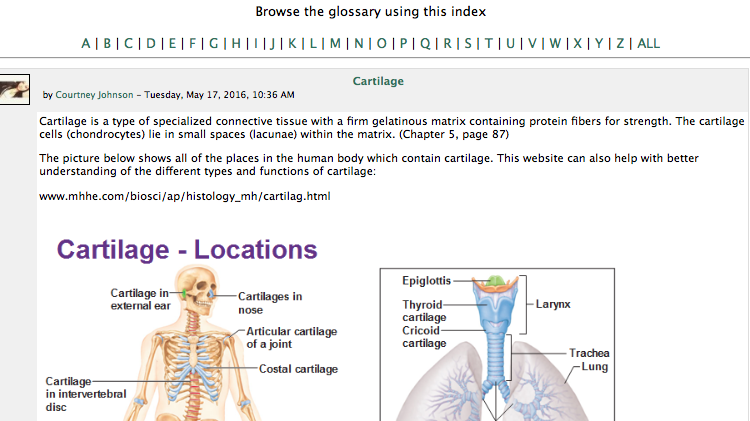 Browse the glossary using this index
A | B | C | D | E | F | G | H | I | J | K | L | M | N | O | P | Q | R | S | T | U | V | W | X | Y | Z | ALL
Cartilage
by Courtney Johnson - Tuesday, May 17, 2016, 10:36 AM
Cartilage is a type of specialized connective tissue with a firm gelatinous matrix containing protein fibers for strength. The cartilage
cells (chondrocytes) lie in small spaces (lacunae) within the matrix. (Chapter 5, page 87)
The picture below shows all of the places in the human body which contain cartilage. This website can also help with better
understanding of the different types and functions of cartilage:
www.mhhe.com/biosci/ap/histology_mh/cartilag.html
Cartilage - Locations
Cartilage in
external ear
Cartilages in
nose
Articular cartilage
of a joint
Costal cartilage
Cartilage
in intervertebral
disc
Epiglottis
Thyroid
cartilage
Cricoid
cartilage
Larynx
Trachea
Lung